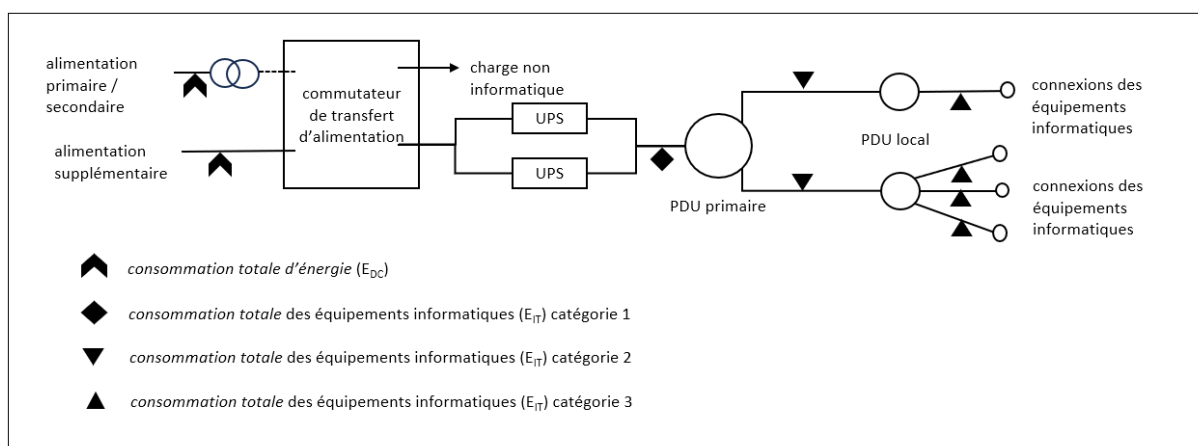 alimentation
primaire /
secondaire
commutateur
de transfert
d'alimentation
charge non
informatique
UPS
UPS
alimentation
supplémentaire
PDU primaire
PDU local
connexions des
équipements
informatiques
connexions des
équipements
informatiques
consommation totale d'énergie (EDC)
consommation totale des équipements informatiques (EIT) catégorie 1
consommation totale des équipements informatiques (EIT) catégorie 2
consommation totale des équipements informatiques (EIT) catégorie 3